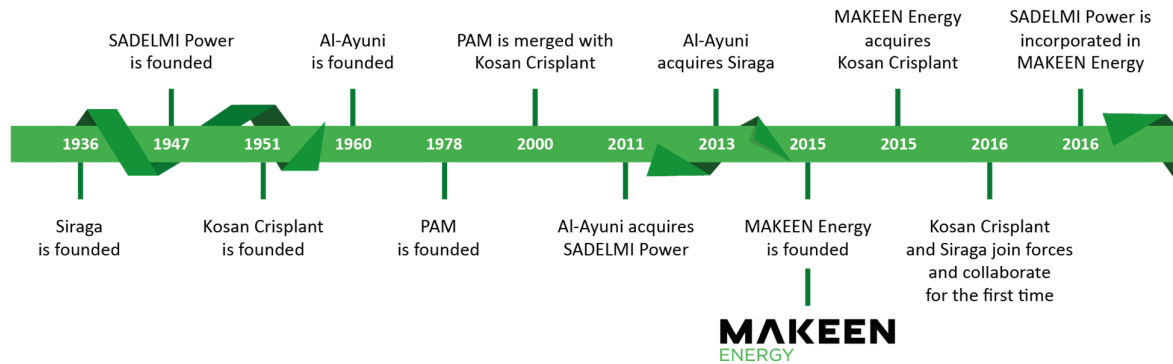 SADELMI Power
is founded
Al-Ayuni
is founded
PAM is merged with
Kosan Crisplant
Al-Ayuni
acquires Siraga
MAKEEN Energy
acquires
Kosan Crisplant
SADELMI Power is
incorporated in
MAKEEN Energy
1936 1947 1951 1960 1978 2000 2011 2013 2015 2015 2016 2016
Siraga
is founded
Kosan Crisplant
is founded
PAM
is founded
Al-Ayuni acquires
SADELMI Power
MAKEEN Energy
is founded
Kosan Crisplant
and Siraga join forces
and collaborate
for the first time
MAKEEN
ENERGY